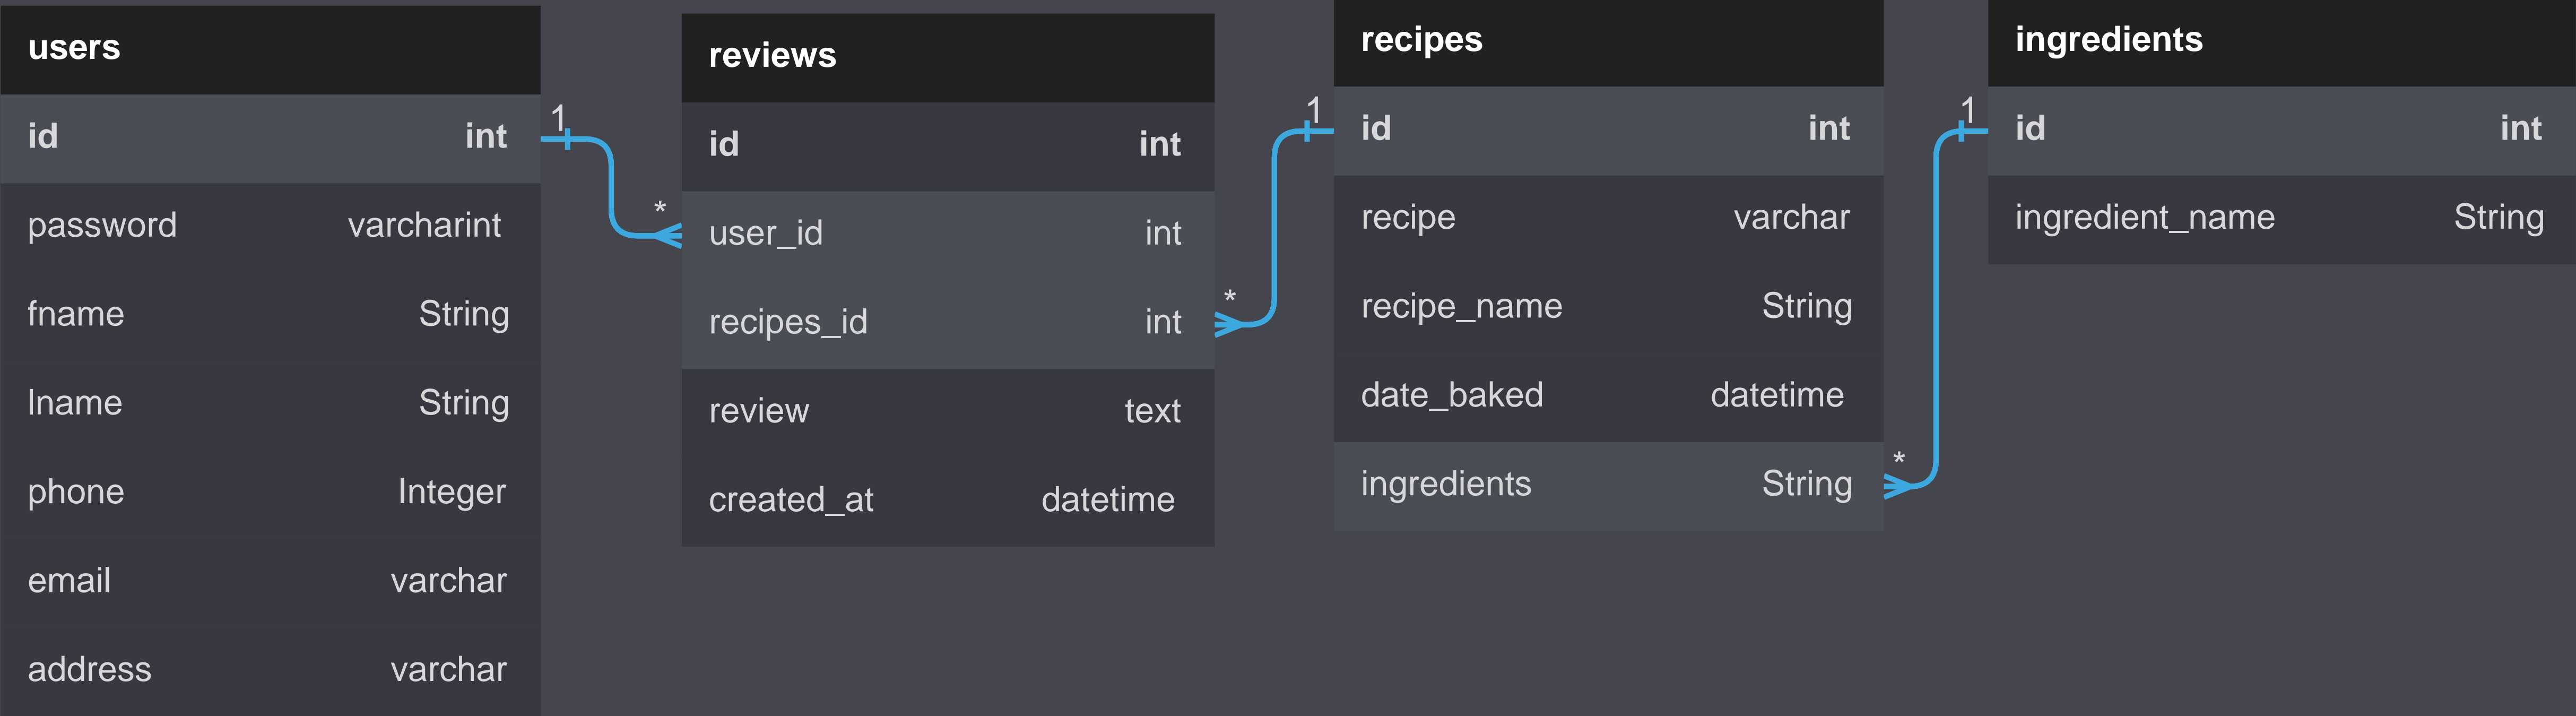 users
id int
password varcharint
fname String
lname String
phone Integer
email varchar
address varchar
1
*
reviews
id int
user_id int
recipes_id int
review text
created_at datetime
*
1
recipes
id int
recipe varchar
recipe_name String
date_baked datetime
ingredients String
*
1
ingredients
id int
ingredient_name String